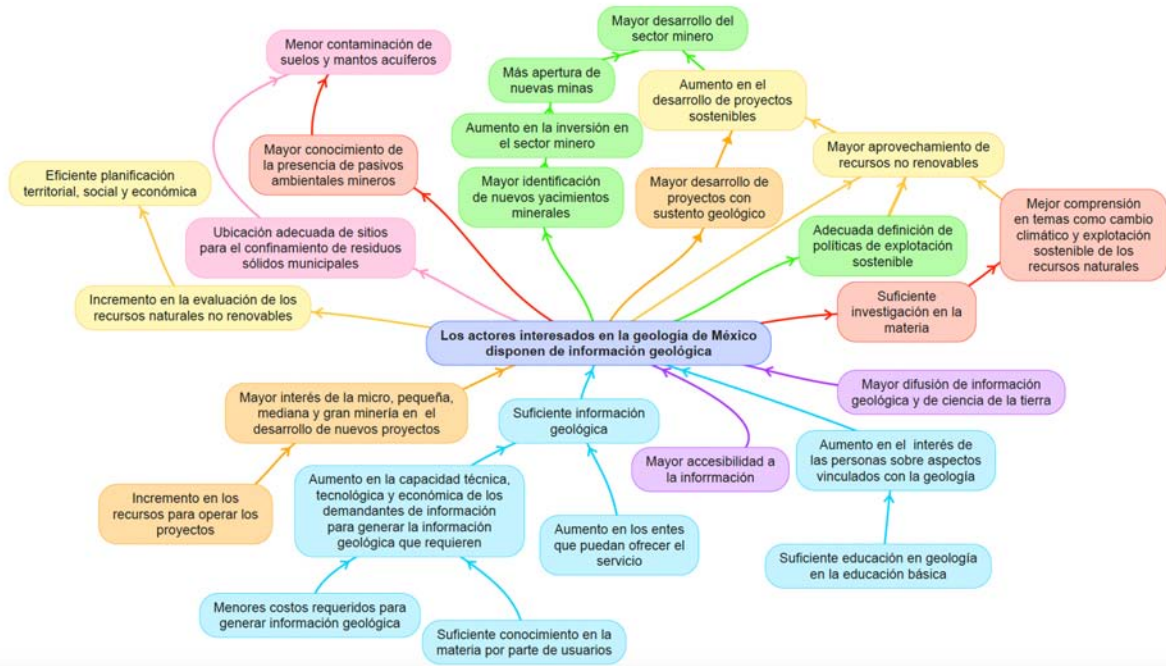 Mayor desarrollo del
sector minero
Menor contaminación de
suelos y mantos acuíferos
Más apertura de
nuevas minas
Aumento en el
desarrollo de proyectos
sostenibles
Aumento en la inversión en
el sector minero
Mayor aprovechamiento de
recursos no renovables
Mayor conocimiento de
la presencia de pasivos
ambientales mineros
Eficiente planificación
territorial, social y económica
Mayor identificación
de nuevos yacimientos
minerales
Mayor desarrollo de
proyectos con
sustento geológico
Mejor comprensión
en temas como cambio
climático y explotación
sostenible de los
recursos naturales
Ubicación adecuada de sitios
para el confinamiento de residuos
sólidos municipales
Adecuada definición de
políticas de explotación
sostenible
Incremento en la evaluación de los
recursos naturales no renovables
Suficiente
investigación en la
materia
Los actores interesados en la geología de México
disponen de información geológica
Mayor interés de la micro, pequeña,
mediana y gran minería en el
desarrollo de nuevos proyectos
Suficiente información
geológica
Mayor difusión de información
geológica y de ciencia de la tierra
Mayor accesibilidad a
la inforrmación
Aumento en el interés de
las personas sobre aspectos
vinculados con la geología
Incremento en los
recursos para operar los
proyectos
Aumento en la capacidad técnica,
tecnológica y económica de los
demandantes de información
para generar la información
geológica que requieren
Aumento en los entes
que puedan ofrecer el
servicio
Suficiente educación en geología
en la educación básica
Menores costos requeridos para
generar información geológica
Suficiente conocimiento en la
materia por parte de usuarios